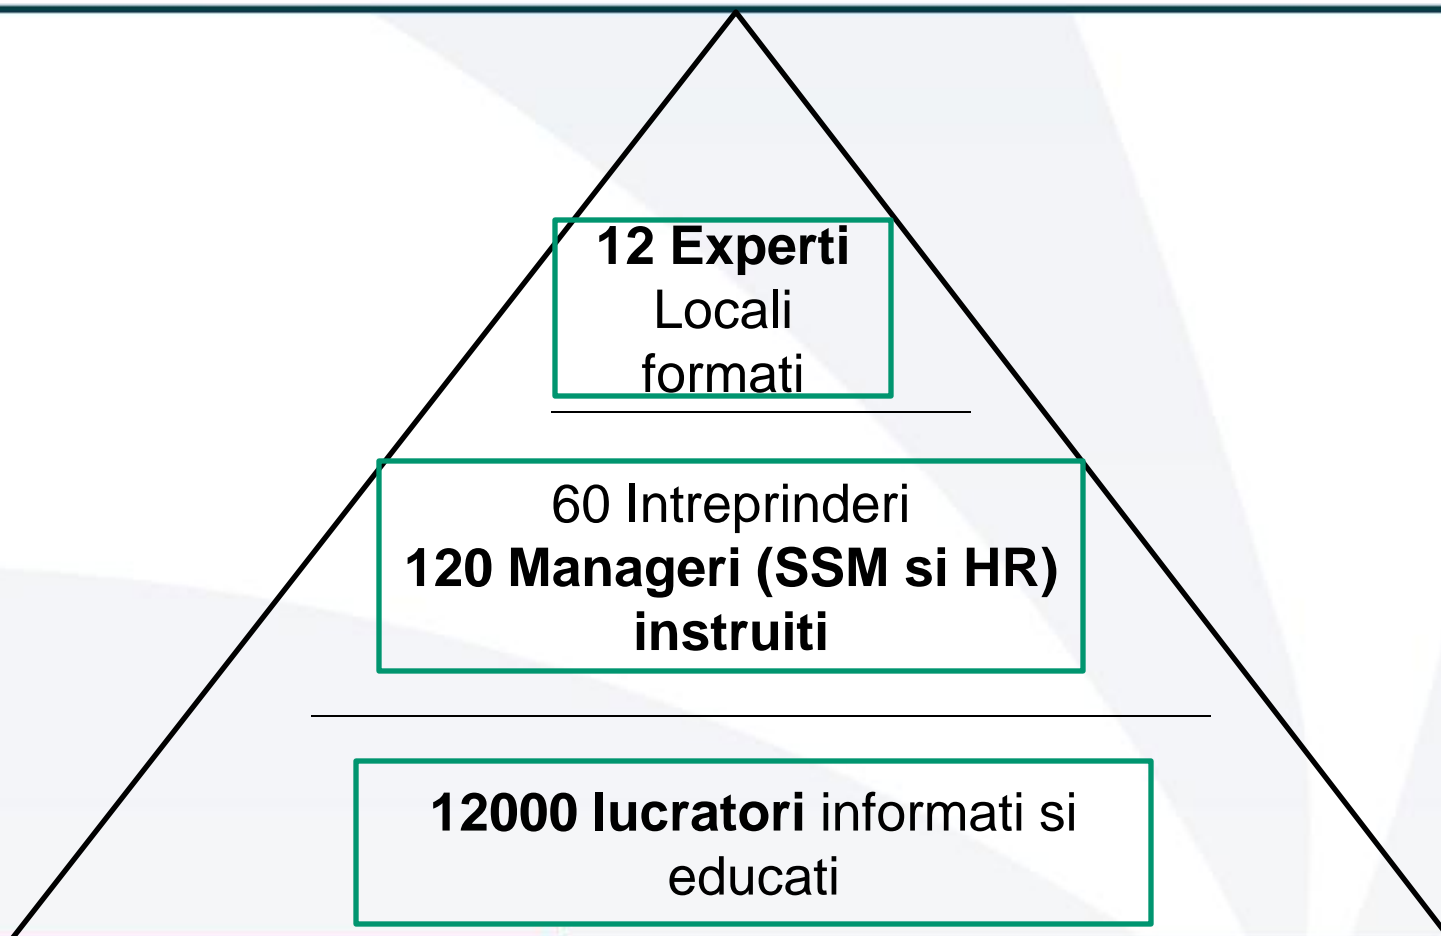 12 Experti
Locali
formati
60 Intreprinderi
120 Manageri (SSM si HR)
instruiti
12000 lucratori informati si
educati